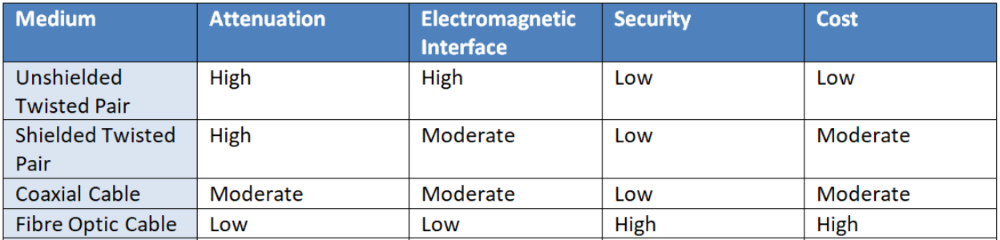 Medium Attenuation Electromagnetic Interface Security Cost
Unshielded Twisted Pair High High Low Low
Shielded Twisted Pair High Moderate Low Moderate
Coaxial Cable Moderate Moderate Low Moderate
Fibre Optic Cable Low Low High High